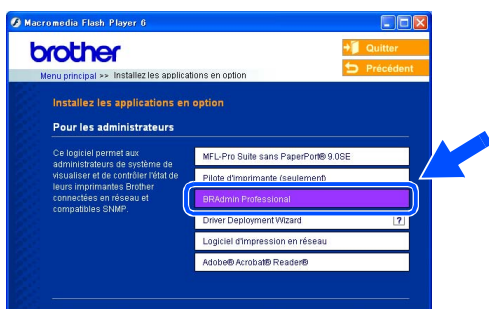 Macromedia Flash Player 6
brother
Quitter
Précédent
Menu principal >> Installez les applications en option
Installez les applications en option
Pour les administrateurs
Ce logiciel permet aux
administrateurs de système de
visualiser et de contrôler l'état de
leurs imprimantes Brother
connectées en réseau et
compatibles SNMP.
MFL-Pro Suite sans PaperPort® 9.0SE
Pilote d'imprimante (seulement)
BRAdmin Professional
Driver Deployment Wizard
?
Logiciel d'impression en réseau
Adobe® Acrobat® Reader®